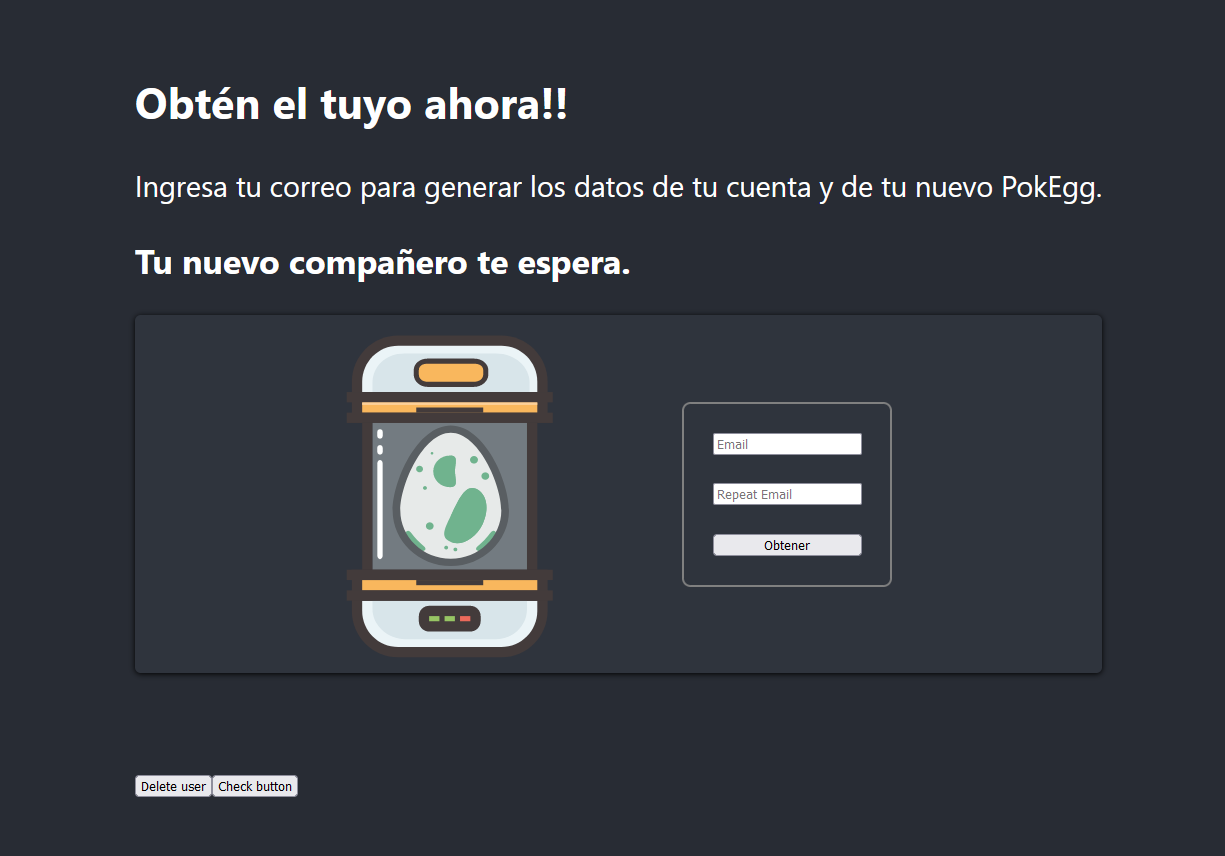 Obtén el tuyo ahora!!
Ingresa tu correo para generar los datos de tu cuenta y de tu nuevo PokEgg.
Tu nuevo compañero te espera.
Email
Repeat Email
Obtener
Delete user Check button